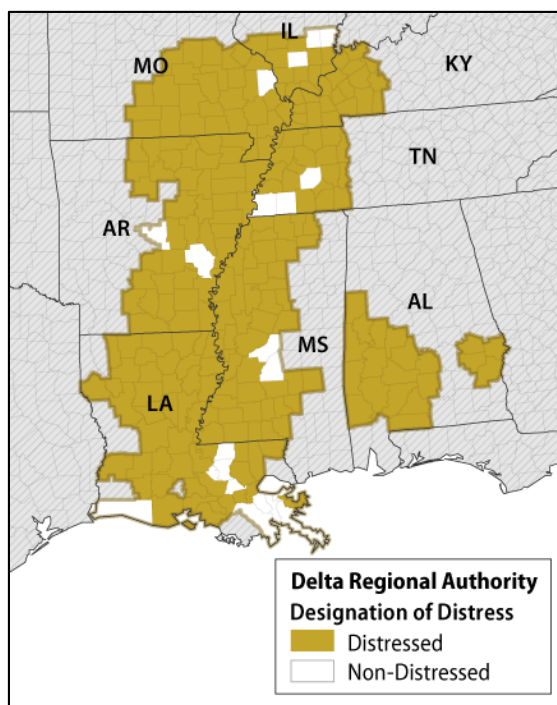 IL
MO
KY
TN
AR
AL
MS
LA
Delta Regional Authority
Designation of Distress
Distressed
Non-Distressed